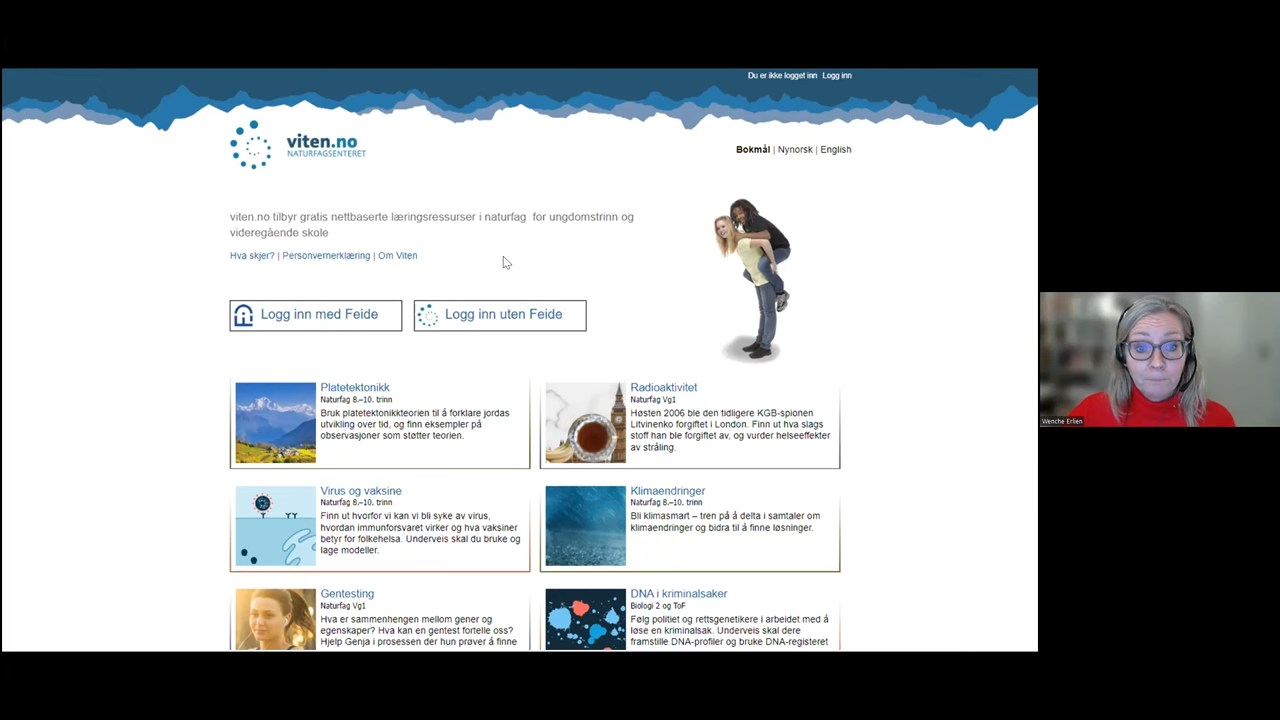 Du er ikke logget inn Logg inn
viten.no
NATURFAGSENTERET
Bokmål | Nynorsk | English
viten.no tilbyr gratis nettbaserte læringsressurser i naturfag for ungdomstrinn og
videregående skole
Hva skjer? | Personvernerklæring | Om Viten
Logg inn med Feide
Logg inn uten Feide
Platetektonikk
Naturfag 8.–10. trinn
Bruk platetektonikkteorien til å forklare jordas
utvikling over tid, og finn eksempler på
observasjoner som støtter teorien.
Radioaktivitet
Naturfag Vg1
Høsten 2006 ble den tidligere KGB-spionen
Litvinenko forgiftet i London. Finn ut hva slags
stoff han ble forgiftet av, og vurder helseeffekter
av stråling.
Wenche Erlien
Virus og vaksine
Naturfag 8.–10. trinn
Finn ut hvorfor vi kan vi bli syke av virus,
hvordan immunforsvaret virker og hva vaksiner
betyr for folkehelsa. Underveis skal du bruke og
lage modeller.
Klimaendringer
Naturfag 8.–10. trinn
Bli klimasmart – tren på å delta i samtaler om
klimaendringer og bidra til å finne løsninger.
Gentesting
Naturfag Vg1
Hva er sammenhengen mellom gener og
egenskaper? Hva kan en gentest fortelle oss?
Hjelp Genja i prosessen der hun prøver å finne
DNA i kriminalsaker
Biologi 2 og ToF
Følg politiet og rettsgenetikere i arbeidet med å
løse en kriminalsak. Underveis skal dere
framstille DNA-profiler og bruke DNA-registeret